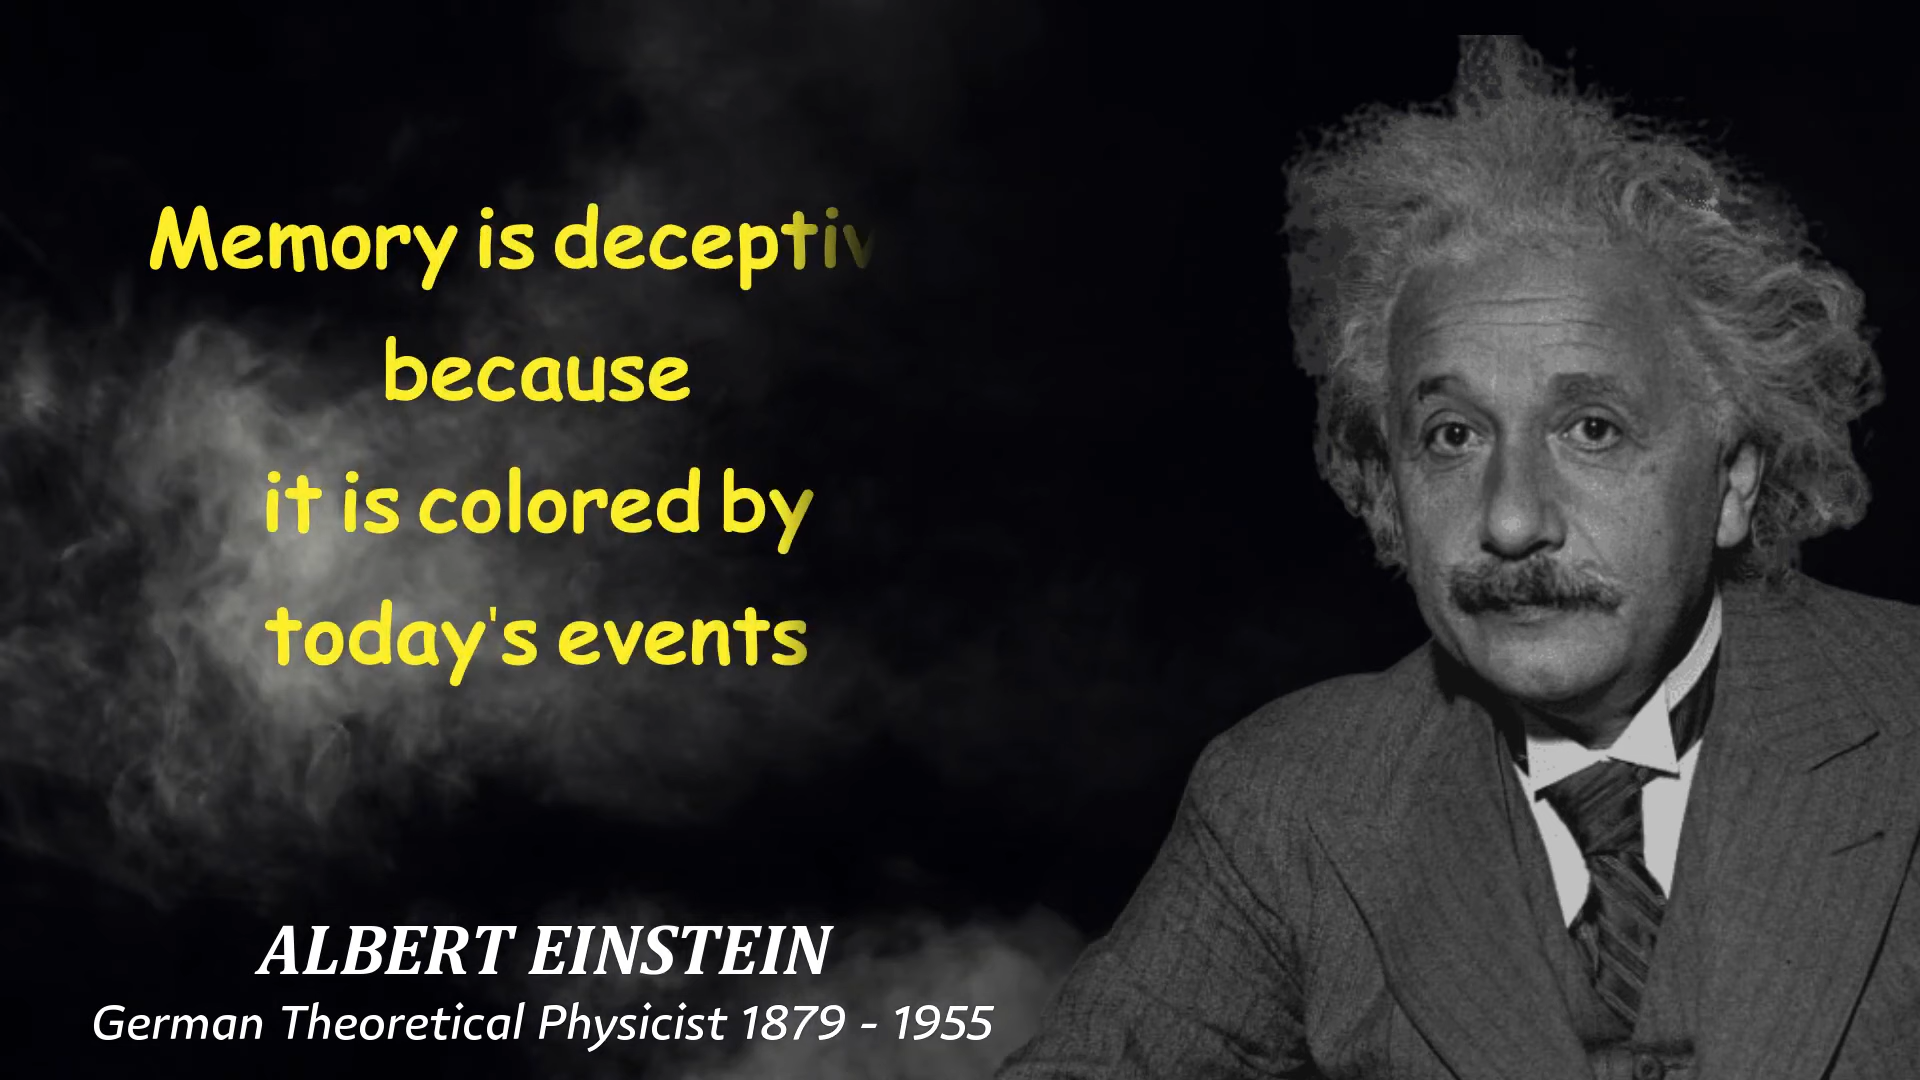 Memory is deceptiv
because
it is colored by
today's events
ALBERT EINSTEIN
German Theoretical Physicist 1879 - 1955